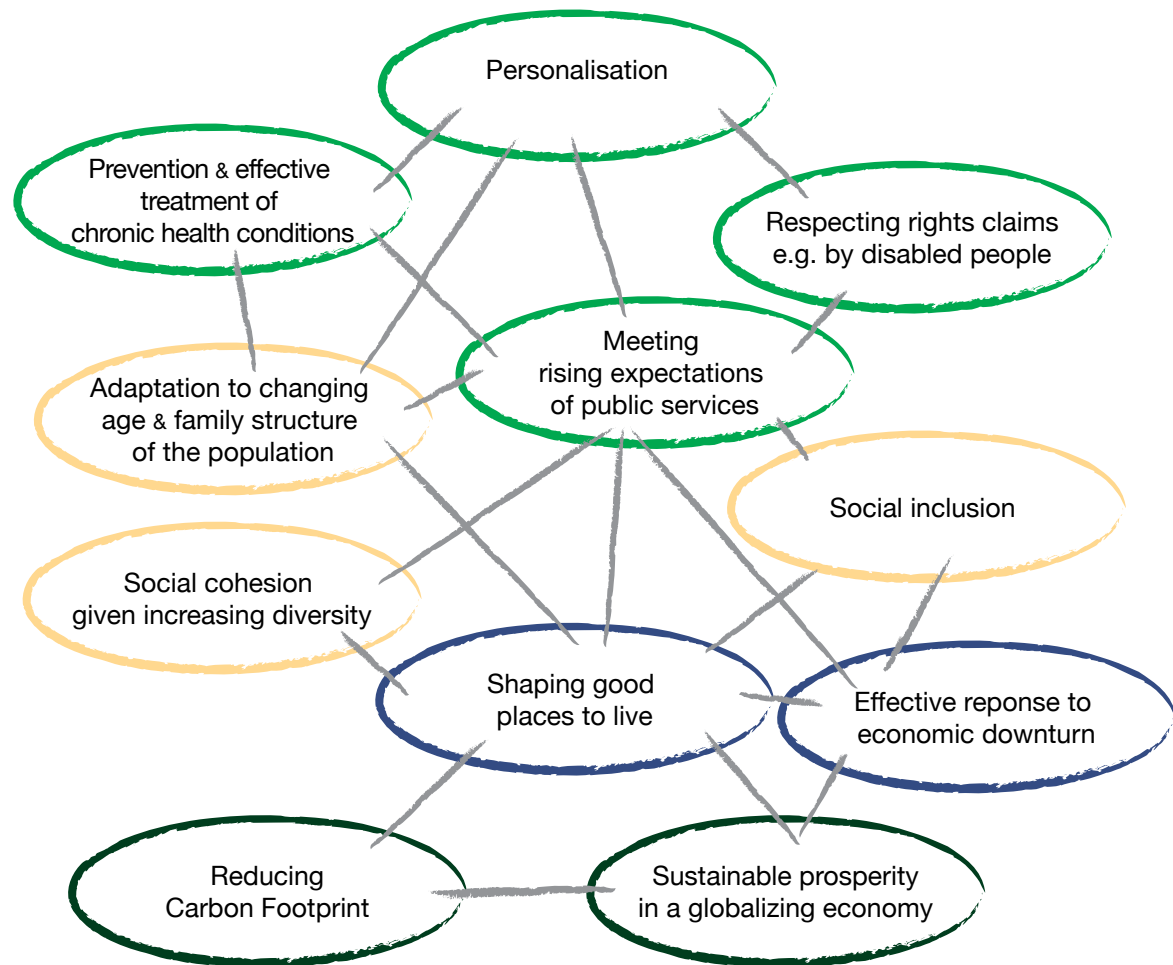 Personalisation
Prevention & effective
treatment of
chronic health conditions
Respecting rights claims
e.g. by disabled people
Meeting
rising expectations
of public services
Adaptation to changing
age & family structure
of the population
Social inclusion
Social cohesion
given increasing diversity
Shaping good
places to live
Effective reponse to
economic downturn
Reducing
Carbon Footprint
Sustainable prosperity
in a globalizing economy